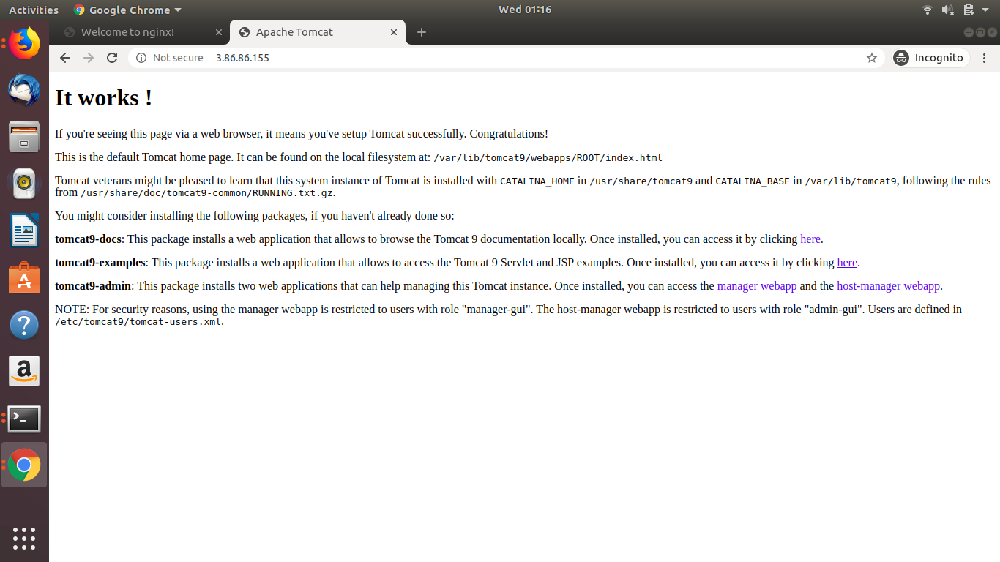 Activities Google Chrome Wed 01:16
Welcome to nginx! Apache Tomcat
Not secure 3.86.86.155 Incognito
It works !
If you're seeing this page via a web browser, it means you've setup Tomcat successfully. Congratulations!
This is the default Tomcat home page. It can be found on the local filesystem at: /var/lib/tomcat9/webapps/ROOT/index.html
Tomcat veterans might be pleased to learn that this system instance of Tomcat is installed with CATALINA_HOME in /usr/share/tomcat9 and CATALINA_BASE in /var/lib/tomcat9, following the rules
from /usr/share/doc/tomcat9-common/RUNNING.txt.gz.
You might consider installing the following packages, if you haven't already done so:
tomcat9-docs: This package installs a web application that allows to browse the Tomcat 9 documentation locally. Once installed, you can access it by clicking here.
tomcat9-examples: This package installs a web application that allows to access the Tomcat 9 Servlet and JSP examples. Once installed, you can access it by clicking here.
tomcat9-admin: This package installs two web applications that can help managing this Tomcat instance. Once installed, you can access the manager webapp and the host-manager webapp.
NOTE: For security reasons, using the manager webapp is restricted to users with role "manager-gui". The host-manager webapp is restricted to users with role "admin-gui". Users are defined in
/etc/tomcat9/tomcat-users.xml.